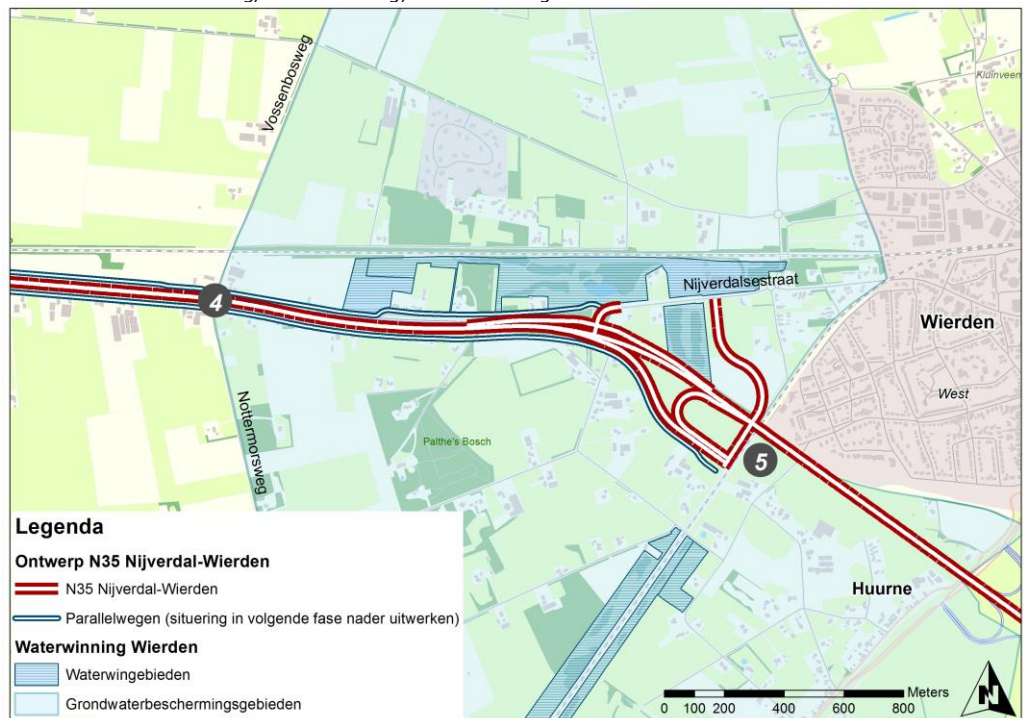 Vossenbosweg
Kluinveen
Nijverdalsestraat
4
Wierden
West
Nottermorsweg
Palthe's Bosch
5
Huurne
Legenda
Ontwerp N35 Nijverdal-Wierden
N35 Nijverdal-Wierden
Parallelwegen (situering in volgende fase nader uitwerken)
Waterwinning Wierden
Waterwingebieden
Grondwaterbeschermingsgebieden
0 100 200 400 600 800 Meters
N